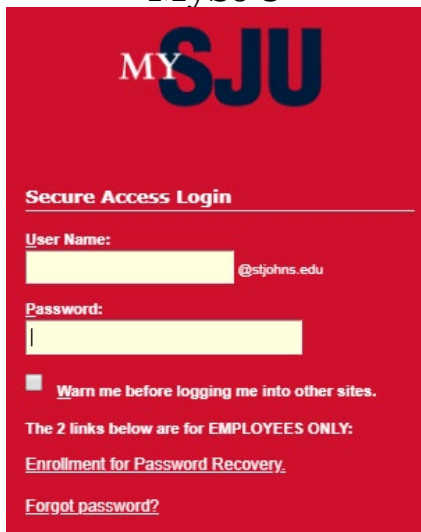 MY SJU
Secure Access Login
User Name:
@stjohns.edu
Password:
Warn me before logging me into other sites.
The 2 links below are for EMPLOYEES ONLY:
Enrollment for Password Recovery.
Forgot password?